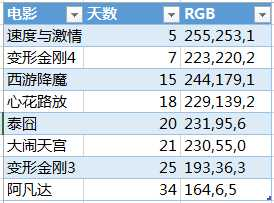 电影 天数 RGB
速度与激情 5 255,253,1
变形金刚4 7 223,220,2
西游降魔 15 244,179,1
心花路放 18 229,139,2
泰囧 20 231,95,6
大闹天宫 21 230,55,0
变形金刚3 25 193,36,3
阿凡达 34 164,6,5